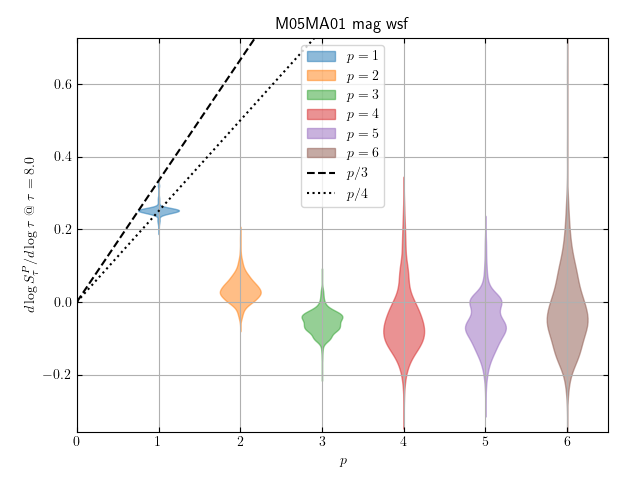 M05MA01 mag wsf
d log S_τ^P / d log τ @ τ = 8.0
0.6
0.4
0.2
0.0
−0.2
p = 1
p = 2
p = 3
p = 4
p = 5
p = 6
p/3
p/4
0 1 2 3 4 5 6
p